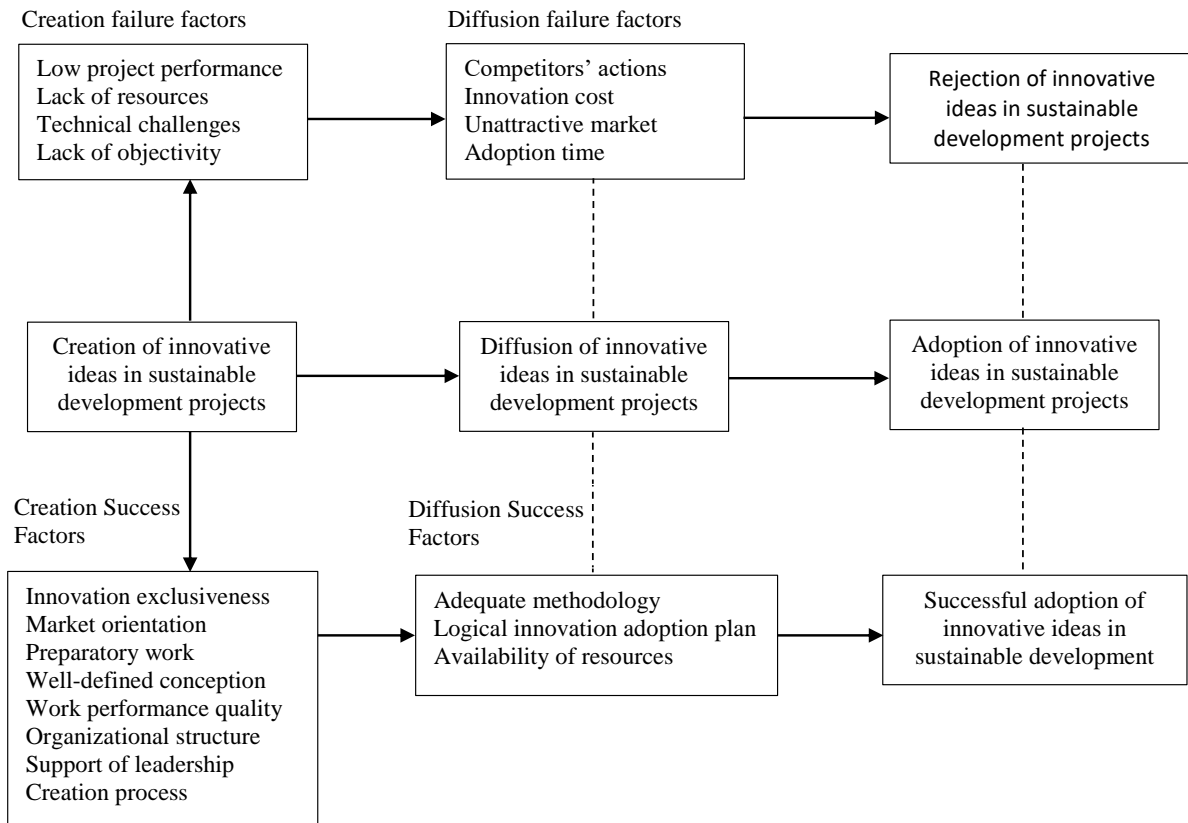 Creation failure factors
Diffusion failure factors
Low project performance
Lack of resources
Technical challenges
Lack of objectivity
Competitors’ actions
Innovation cost
Unattractive market
Adoption time
Rejection of innovative
ideas in sustainable
development projects
Creation of innovative
ideas in sustainable
development projects
Diffusion of innovative
ideas in sustainable
development projects
Adoption of innovative
ideas in sustainable
development projects
Creation Success
Factors
Diffusion Success
Factors
Innovation exclusiveness
Market orientation
Preparatory work
Well-defined conception
Work performance quality
Organizational structure
Support of leadership
Creation process
Adequate methodology
Logical innovation adoption plan
Availability of resources
Successful adoption of
innovative ideas in
sustainable development